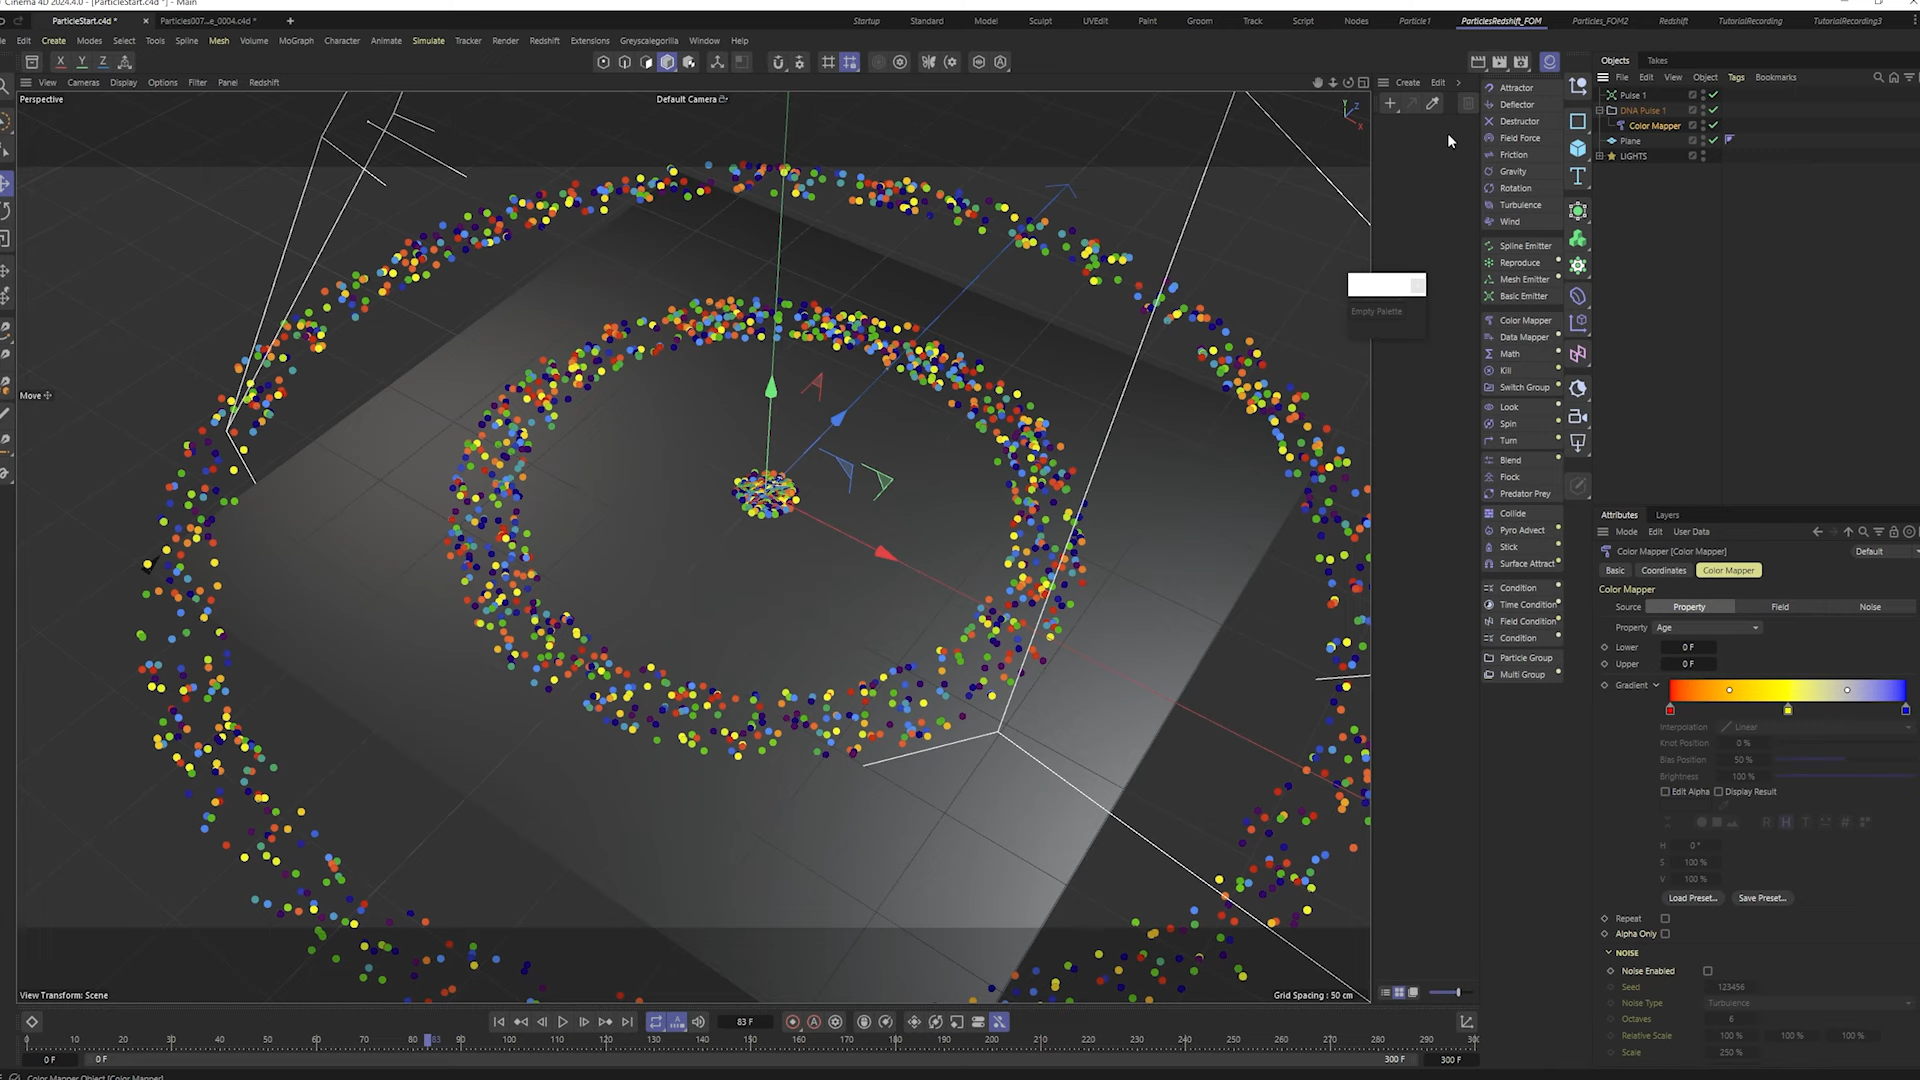 Cinema 4D 2024.4.0 - [ParticleStart.c4d *] - Main
ParticleStart.c4d *
Particles007...e_0004.c4d *
Startup
Standard
Model
Sculpt
UVEdit
Paint
Groom
Track
Script
Nodes
Particle1
ParticlesRedshift_FOM
Particles_FOM2
Redshift
TutorialRecording
TutorialRecording3
Edit
Create
Modes
Select
Tools
Spline
Mesh
Volume
MoGraph
Character
Animate
Simulate
Tracker
Render
Redshift
Extensions
Greyscalegorilla
Window
Help
X
Y
Z
View
Cameras
Display
Options
Filter
Panel
Redshift
Perspective
Default Camera
Move
View Transform: Scene
Grid Spacing : 50 cm
Create
Edit
Empty Palette
Attractor
Deflector
Destructor
Field Force
Friction
Gravity
Rotation
Turbulence
Wind
Spline Emitter
Reproduce
Mesh Emitter
Basic Emitter
Color Mapper
Data Mapper
Math
Kill
Switch Group
Look
Spin
Turn
Blend
Flock
Predator Prey
Collide
Pyro Advect
Stick
Surface Attract
Condition
Time Condition
Field Condition
Condition
Particle Group
Multi Group
Objects
Takes
File
Edit
View
Object
Tags
Bookmarks
Pulse 1
DNA Pulse 1
Color Mapper
Plane
LIGHTS
Attributes
Layers
Mode
Edit
User Data
Color Mapper [Color Mapper]
Default
Basic
Coordinates
Color Mapper
Color Mapper
Source
Property
Field
Noise
Property
Age
Lower
0 F
Upper
0 F
Gradient
Interpolation
Linear
Knot Position
0 %
Bias Position
50 %
Brightness
100 %
Edit Alpha
Display Result
R
H
T
#
H
0 °
S
100 %
V
100 %
Load Preset...
Save Preset...
Repeat
Alpha Only
NOISE
Noise Enabled
Seed
123456
Noise Type
Turbulence
Octaves
6
Relative Scale
100 %
100 %
100 %
Scale
250 %
83 F
0
10
20
30
40
50
60
70
83
90
100
110
120
130
140
150
160
170
180
190
200
210
220
230
240
250
260
270
280
290
0 F
0 F
300 F
300 F
Color Mapper Object [Color Mapper]